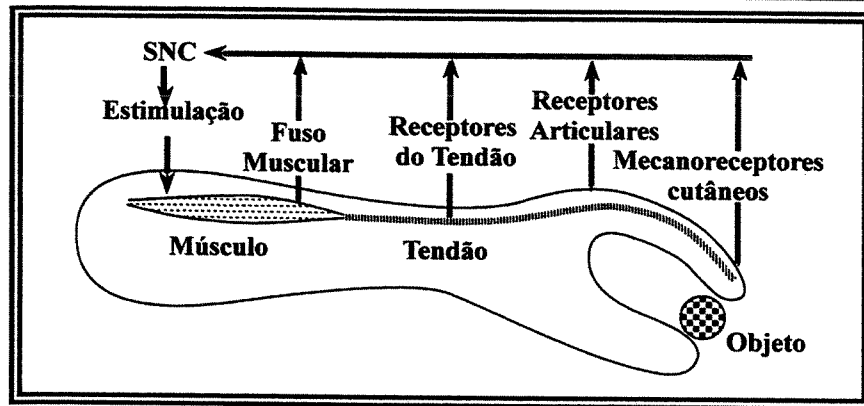 SNC
Estimulação
Fuso
Muscular
Receptores
do Tendão
Receptores
Articulares
Mecanoreceptores
cutâneos
Músculo
Tendão
Objeto